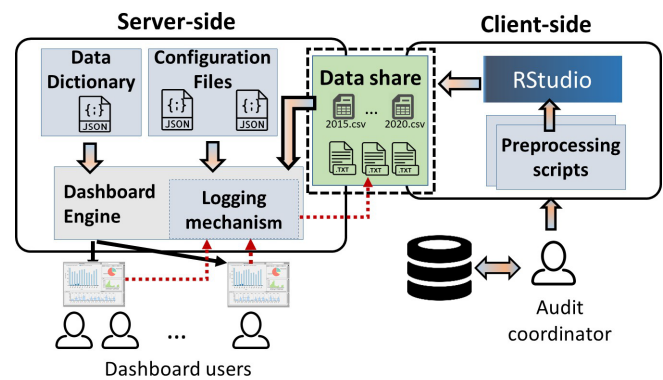 Server-side
Client-side
Data
Dictionary
{;}
JSON
Configuration
Files
{;}
JSON
{;}
JSON
Data share
...
2015.csv
2020.csv
.TXT
.TXT
.TXT
RStudio
Preprocessing
scripts
Dashboard
Engine
Logging
mechanism
...
Dashboard users
Audit
coordinator